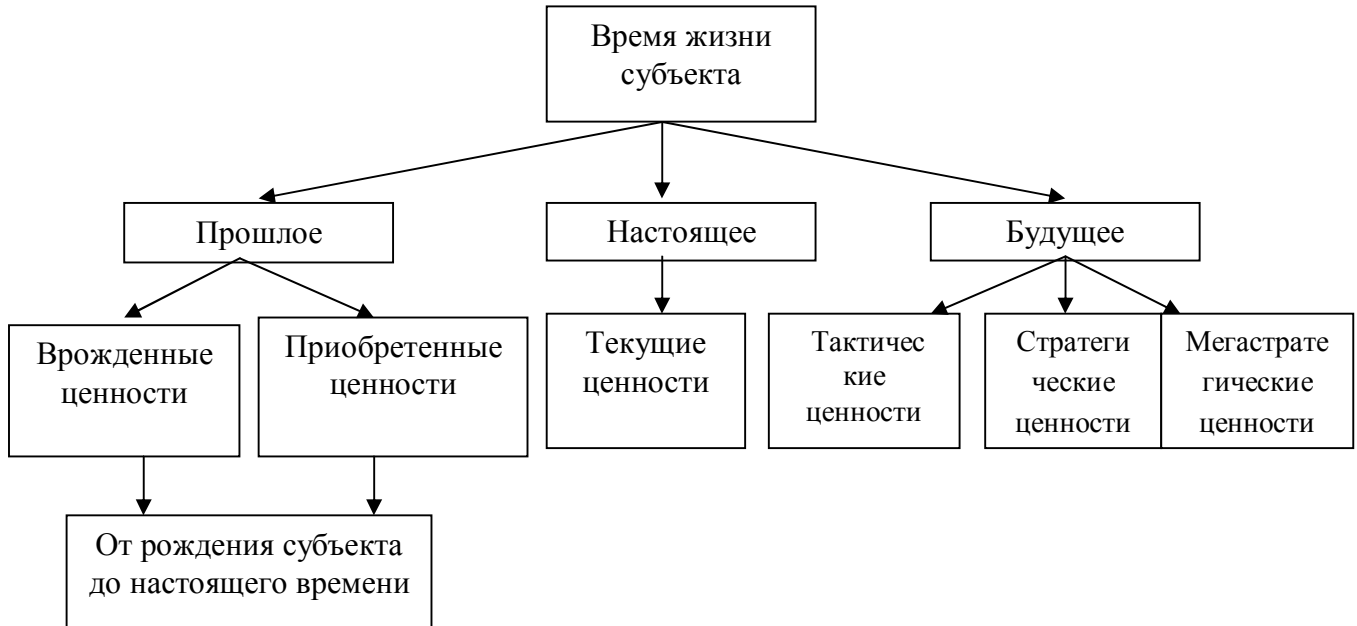 Время жизни
субъекта
Прошлое
Настоящее
Будущее
Врожденные
ценности
Приобретенные
ценности
Текущие
ценности
Тактичес
кие
ценности
Стратеги
ческие
ценности
Мегастрате
гические
ценности
От рождения субъекта
до настоящего времени